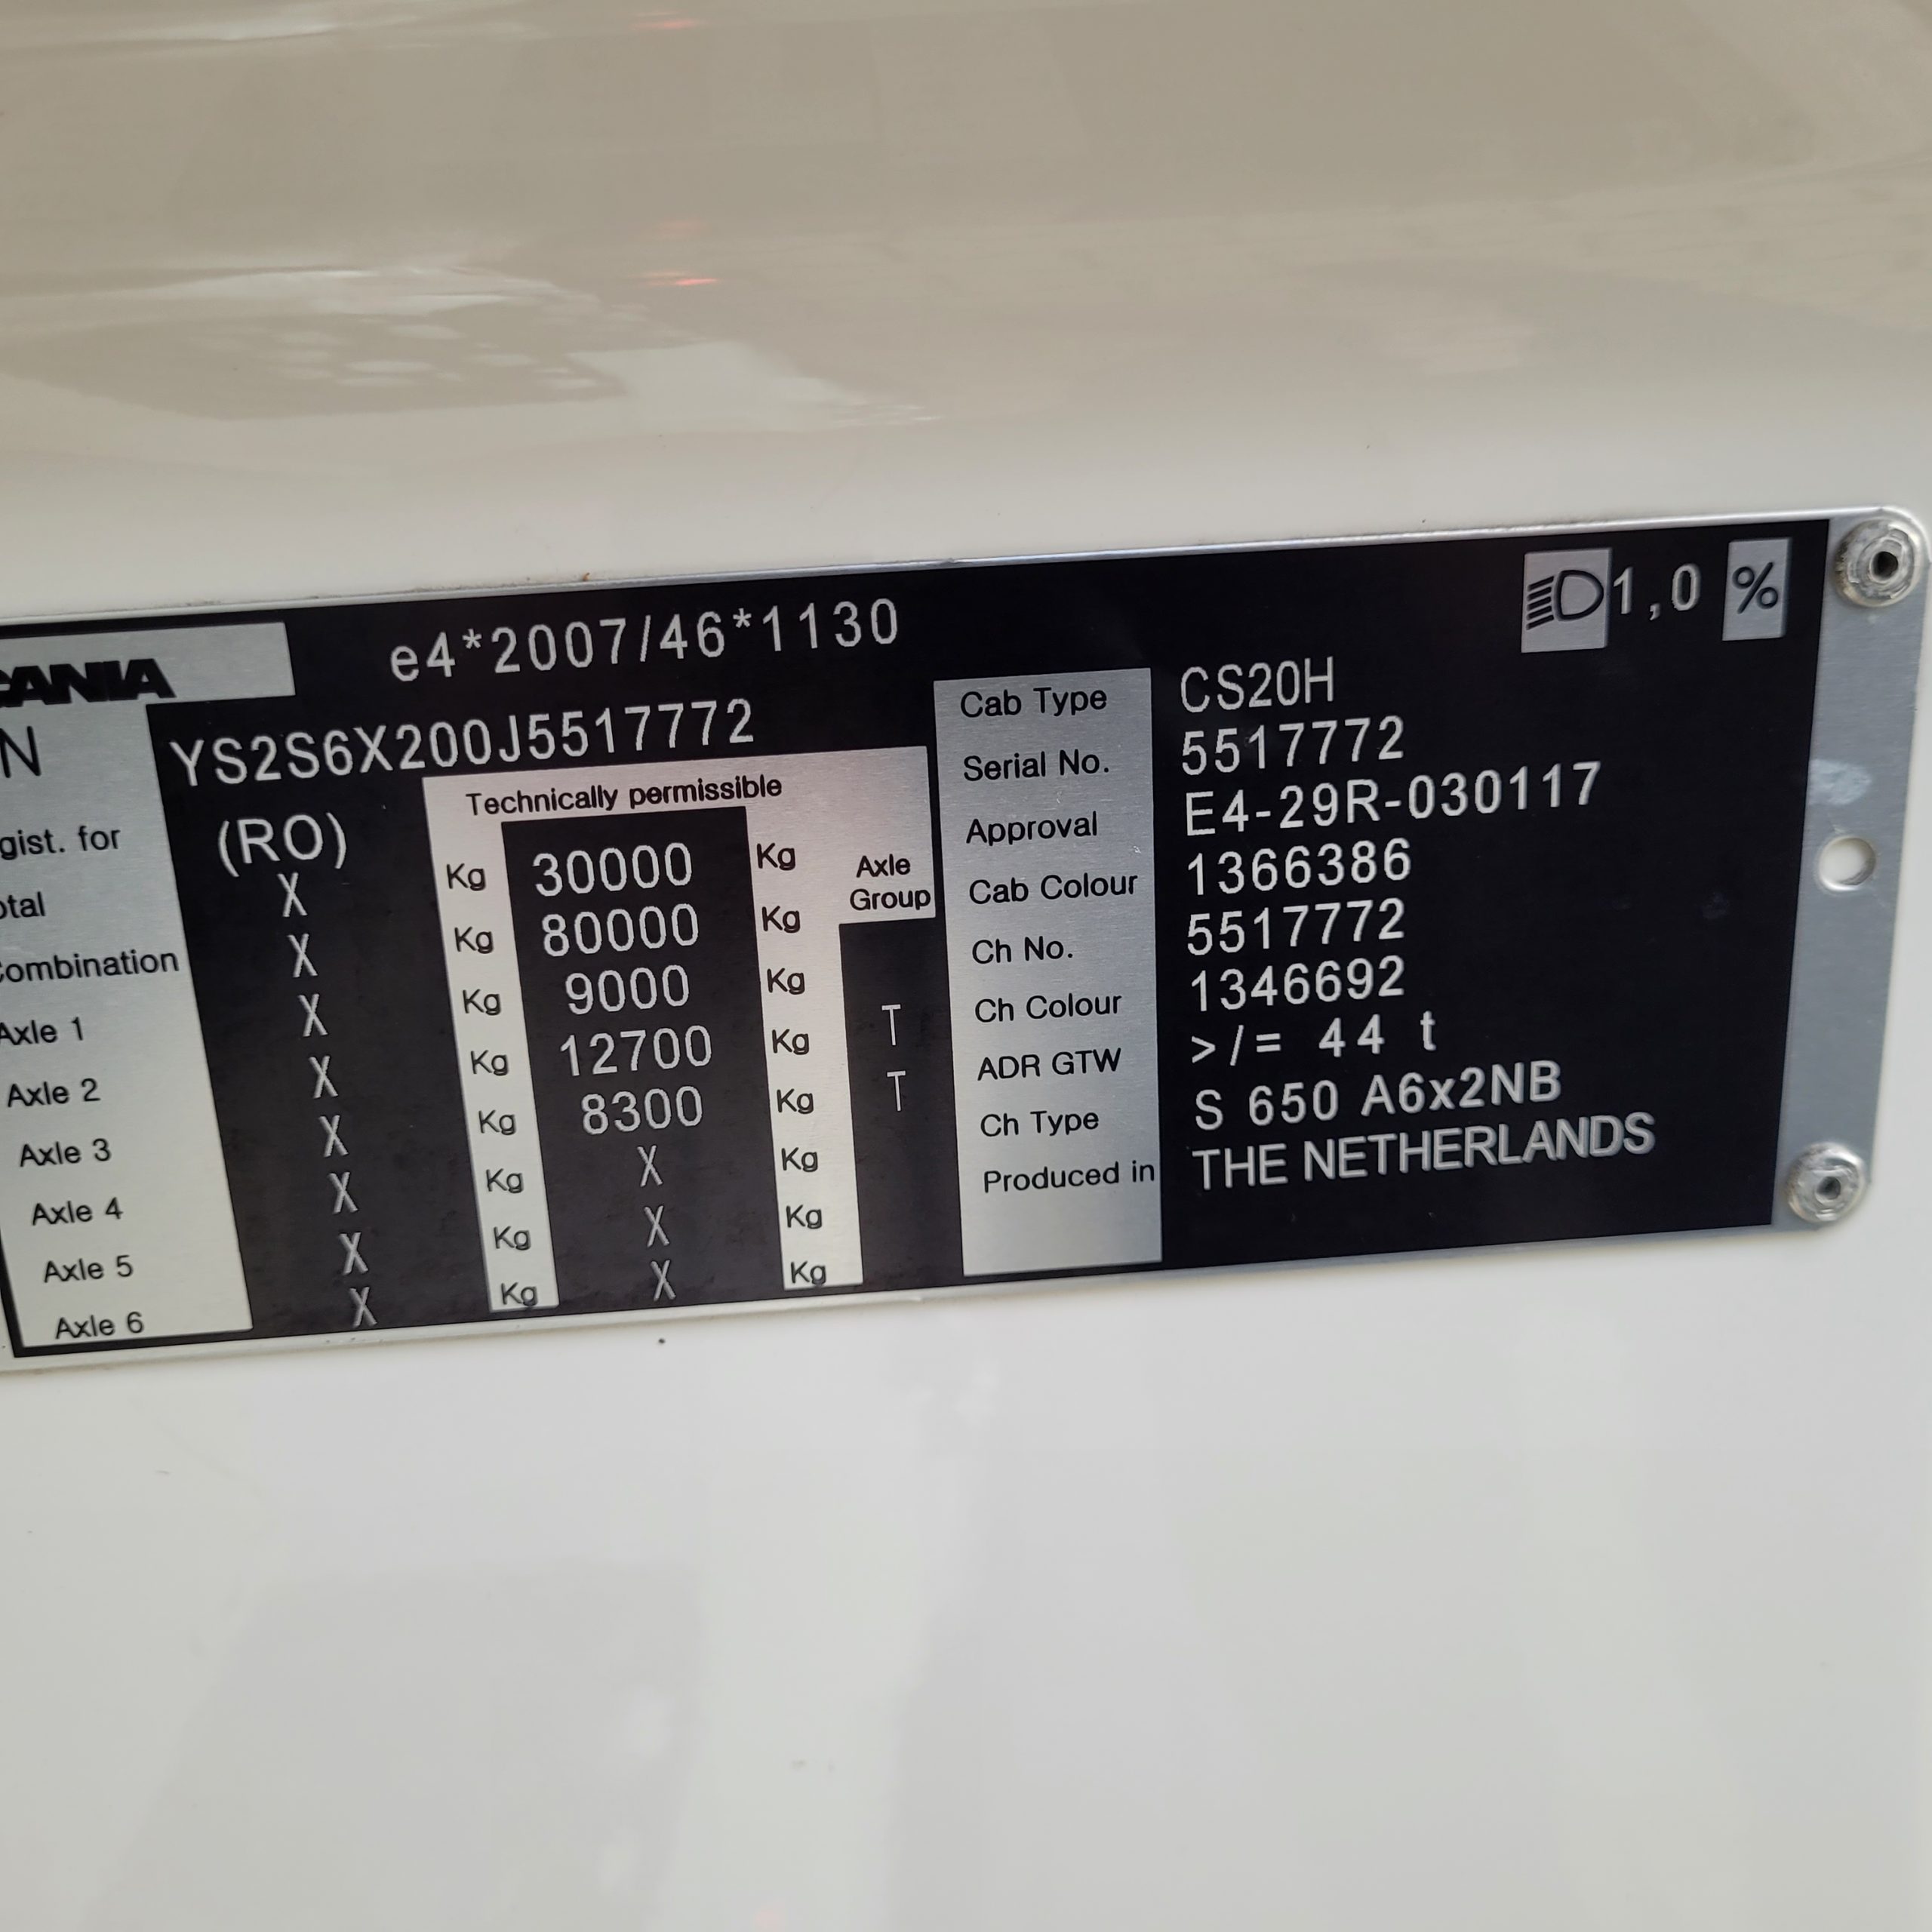 CANIA e4*2007/46*1130 1,0 %
N YS2S6X200J5517772
gist. for (RO) Technically permissible
otal X Kg 30000 Kg Axle Group
Combination X Kg 80000 Kg
Axle 1 X Kg 9000 Kg
Axle 2 X Kg 12700 Kg T
Axle 3 X Kg 8300 Kg T
Axle 4 X Kg X Kg
Axle 5 X Kg X Kg
Axle 6 X Kg X Kg
Cab Type CS20H
Serial No. 5517772
Approval E4-29R-030117
Cab Colour 1366386
Ch No. 5517772
Ch Colour 1346692
ADR GTW >/= 44 t
Ch Type S 650 A6x2NB
Produced in THE NETHERLANDS